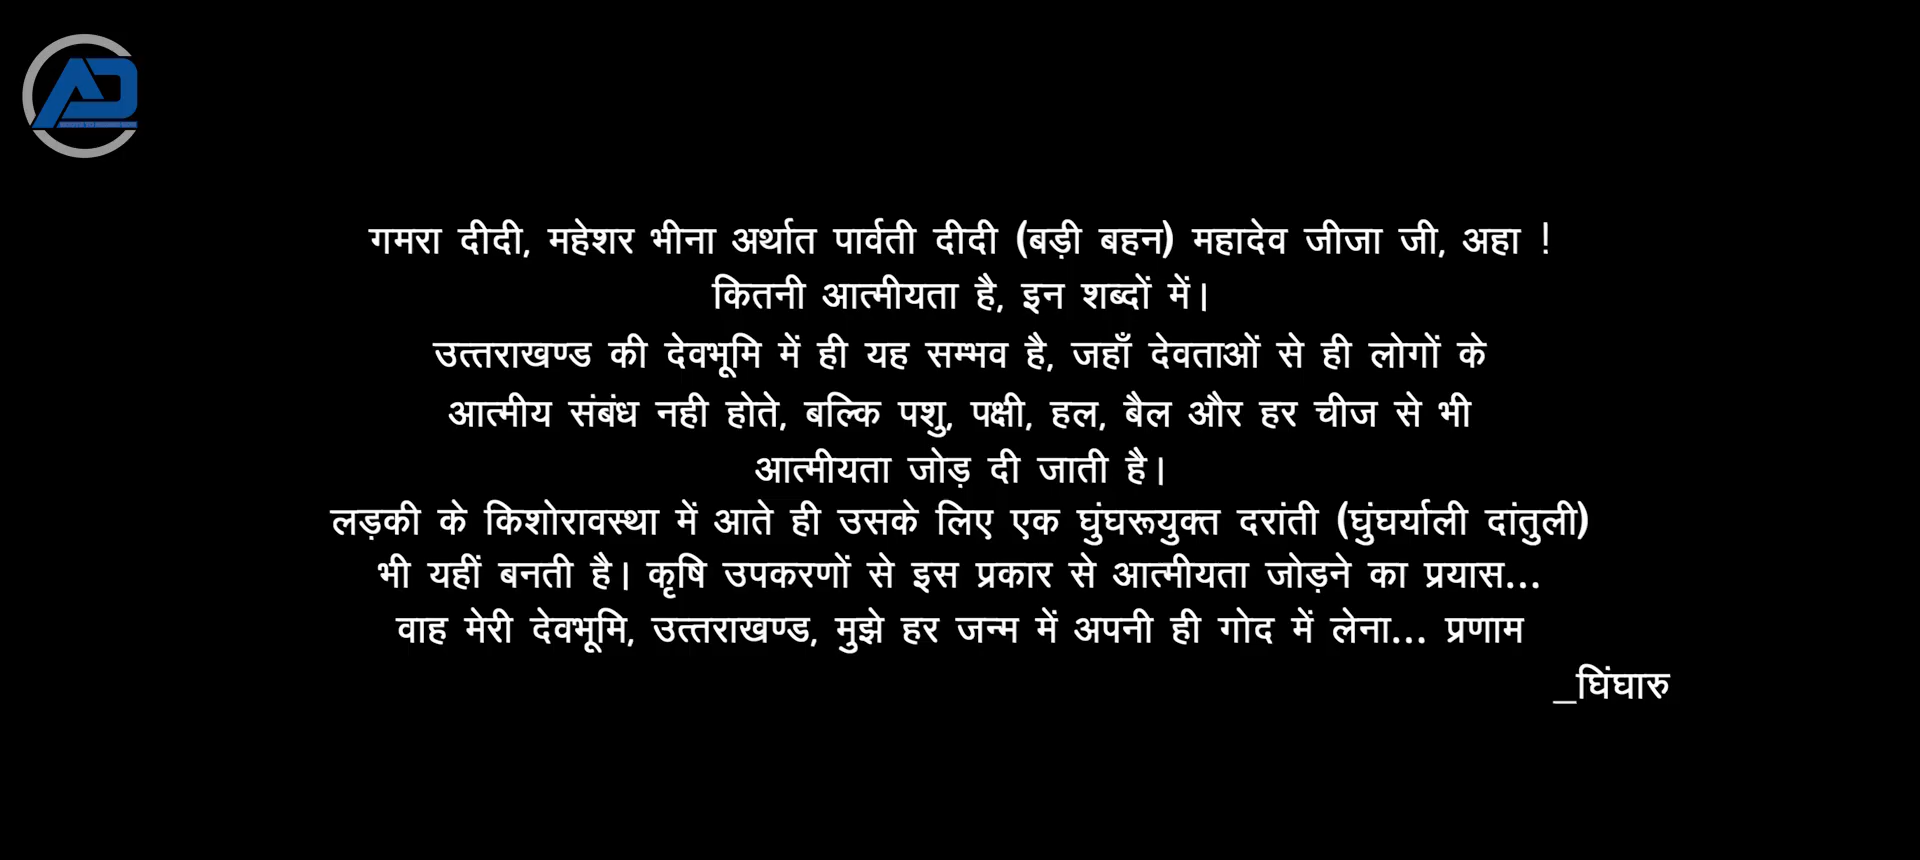 AD
गमरा दीदी, महेशर भीना अर्थात पार्वती दीदी (बड़ी बहन) महादेव जीजा जी, अहा !
कितनी आत्मीयता है, इन शब्दों में।
उत्तराखण्ड की देवभूमि में ही यह सम्भव है, जहाँ देवताओं से ही लोगों के
आत्मीय संबंध नही होते, बल्कि पशु, पक्षी, हल, बैल और हर चीज से भी
आत्मीयता जोड़ दी जाती है।
लड़की के किशोरावस्था में आते ही उसके लिए एक घुंघरूयुक्त दरांती (घुंघर्याली दांतुली)
भी यहीं बनती है। कृषि उपकरणों से इस प्रकार से आत्मीयता जोड़ने का प्रयास...
वाह मेरी देवभूमि, उत्तराखण्ड, मुझे हर जन्म में अपनी ही गोद में लेना... प्रणाम
_घिंघारु